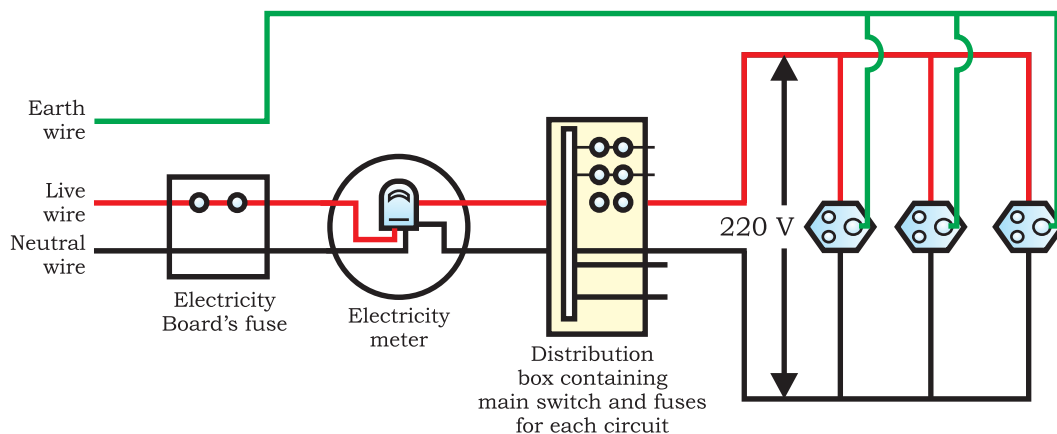 Earth
wire
Live
wire
Neutral
wire
Electricity
Board's fuse
Electricity
meter
Distribution
box containing
main switch and fuses
for each circuit
220 V